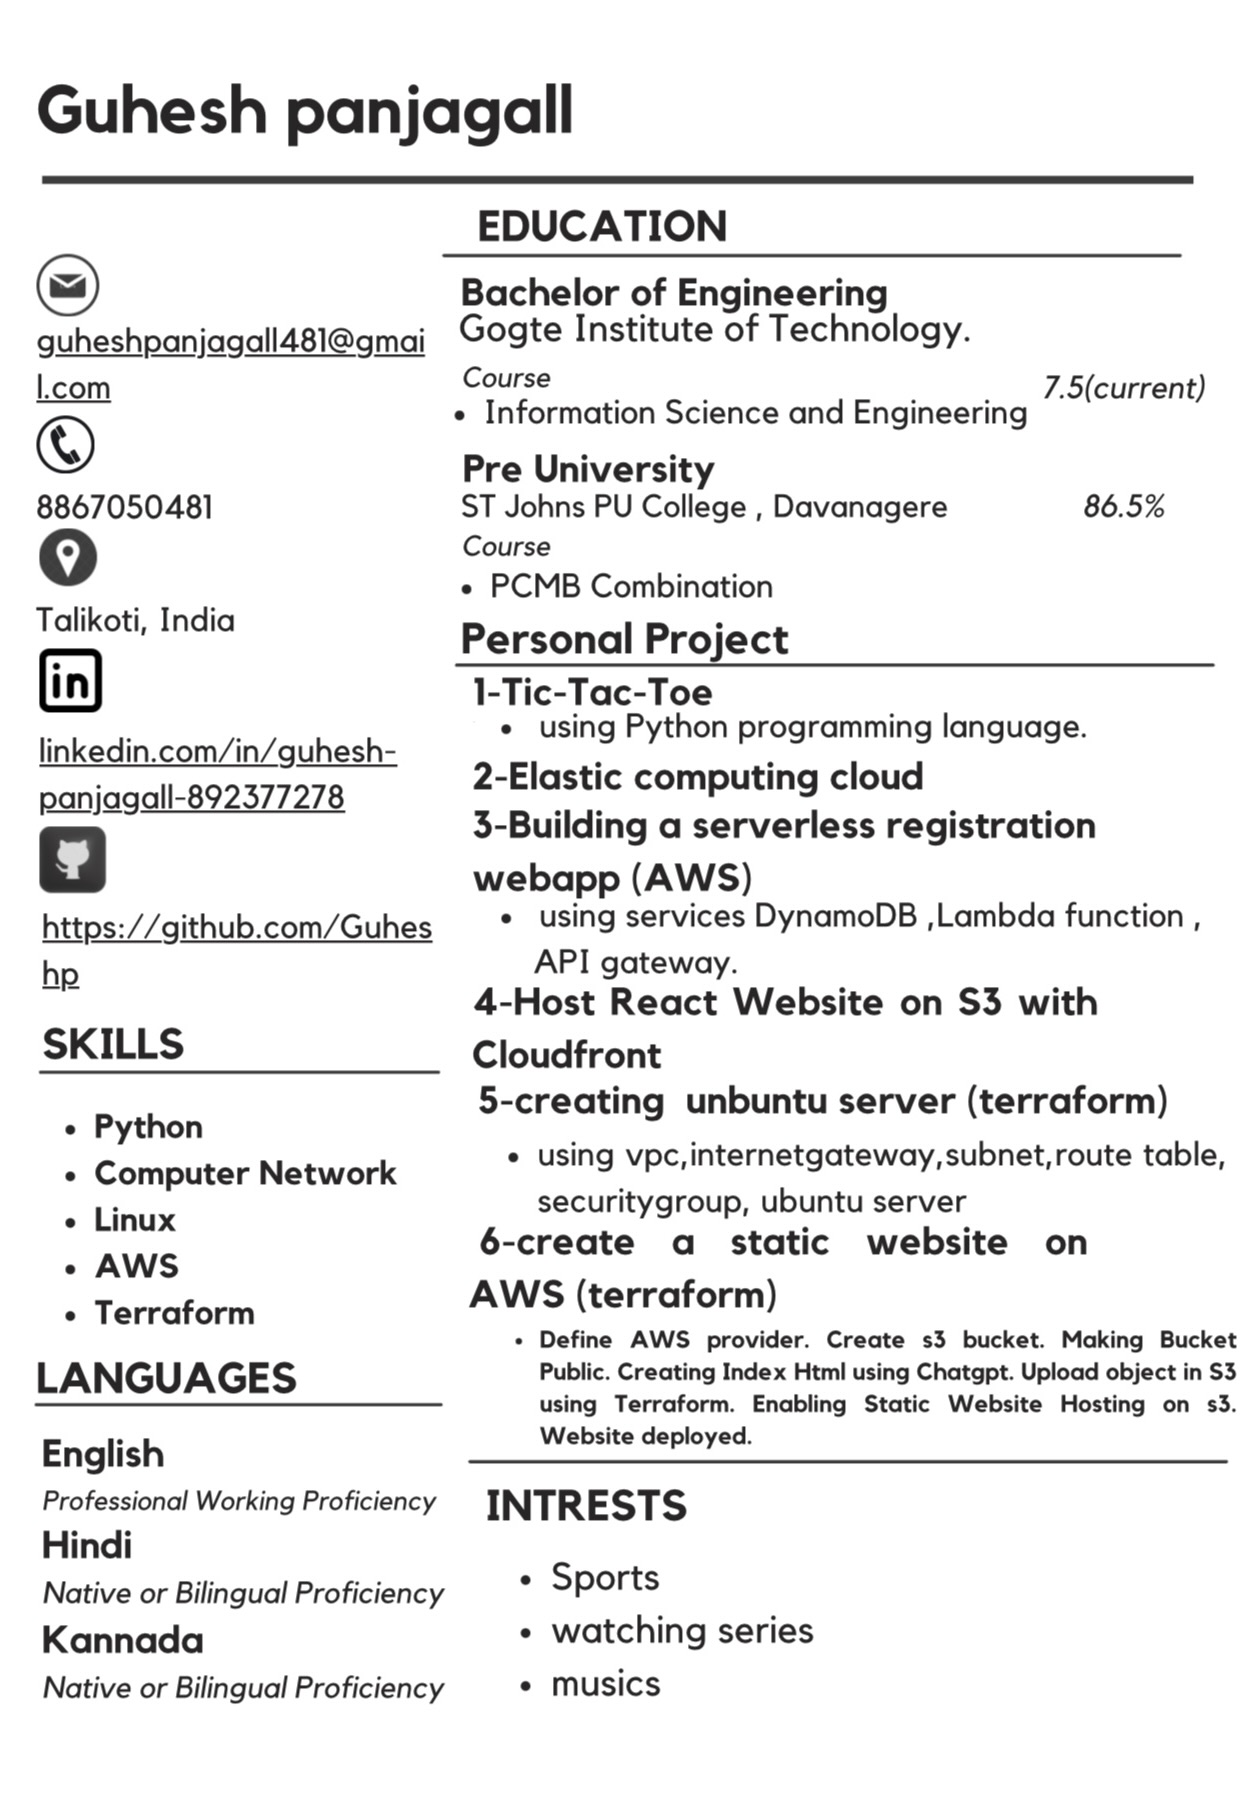 Guhesh panjagall
guheshpanjagall481@gmai
l.com
8867050481
Talikoti, India
in
linkedin.com/in/guhesh-
panjagall-892377278
https://github.com/Guhes
hp
SKILLS
• Python
• Computer Network
• Linux
• AWS
• Terraform
LANGUAGES
English
Professional Working Proficiency
Hindi
Native or Bilingual Proficiency
Kannada
Native or Bilingual Proficiency
EDUCATION
Bachelor of Engineering
Gogte Institute of Technology.
Course
7.5(current)
• Information Science and Engineering
Pre University
ST Johns PU College , Davanagere 86.5%
Course
• PCMB Combination
Personal Project
1-Tic-Tac-Toe
• using Python programming language.
2-Elastic computing cloud
3-Building a serverless registration
webapp (AWS)
• using services DynamoDB ,Lambda function ,
API gateway.
4-Host React Website on S3 with
Cloudfront
5-creating unbuntu server (terraform)
• using vpc,internetgateway,subnet,route table,
securitygroup, ubuntu server
6-create a static website on
AWS (terraform)
• Define AWS provider. Create s3 bucket. Making Bucket
Public. Creating Index Html using Chatgpt. Upload object in S3
using Terraform. Enabling Static Website Hosting on s3.
Website deployed.
INTRESTS
• Sports
• watching series
• musics